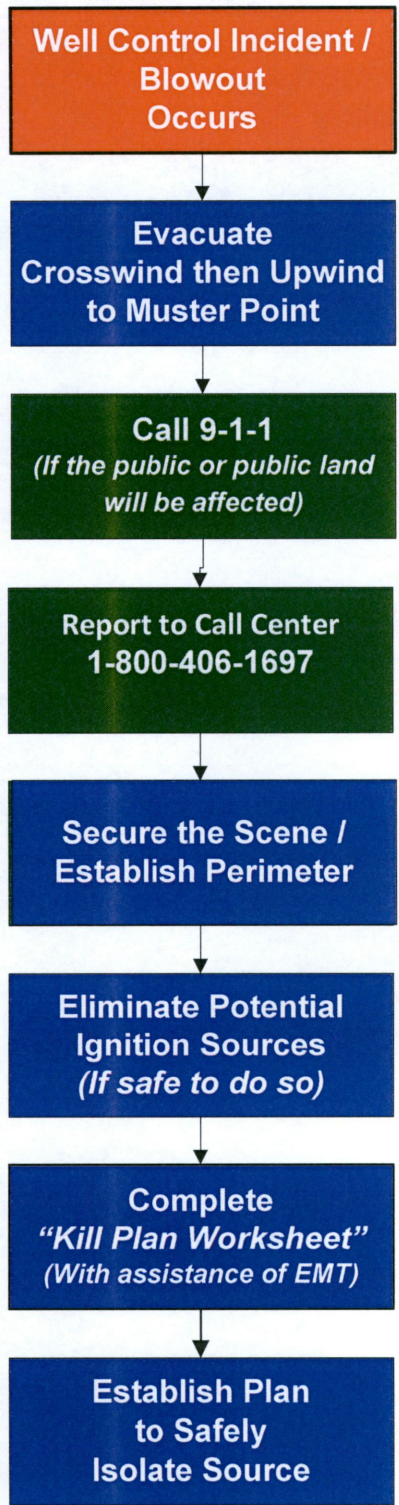 Well Control Incident /
Blowout
Occurs
Evacuate
Crosswind then Upwind
to Muster Point
Call 9-1-1
(If the public or public land
will be affected)
Report to Call Center
1-800-406-1697
Secure the Scene /
Establish Perimeter
Eliminate Potential
Ignition Sources
(If safe to do so)
Complete
“Kill Plan Worksheet”
(With assistance of EMT)
Establish Plan
to Safely
Isolate Source